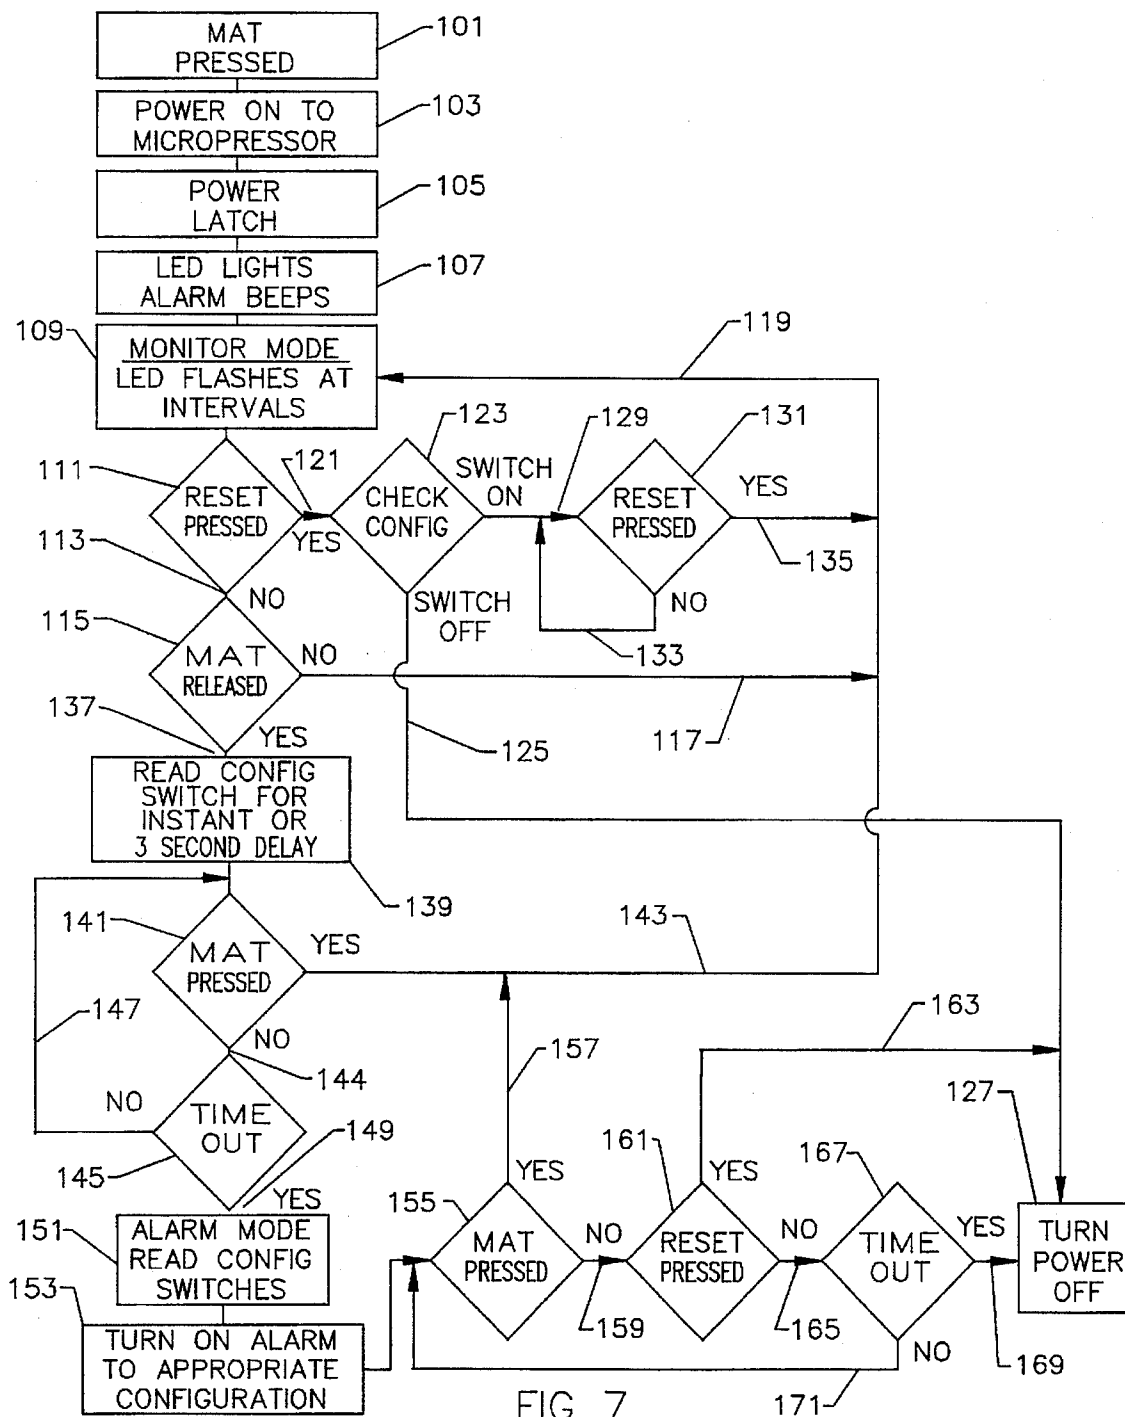 MAT
PRESSED
101
POWER ON TO
MICROPRESSOR
103
POWER
LATCH
105
LED LIGHTS
ALARM BEEPS
107
109
MONITOR MODE
LED FLASHES AT
INTERVALS
119
111
RESET
PRESSED
121
YES
123
CHECK
CONFIG
SWITCH
ON
129
RESET
PRESSED
131
YES
135
113
NO
SWITCH
OFF
NO
133
115
MAT
RELEASED
NO
117
125
137
YES
READ CONFIG
SWITCH FOR
INSTANT OR
3 SECOND DELAY
139
141
MAT
PRESSED
YES
143
147
NO
144
157
163
NO
TIME
OUT
145
149
YES
127
151
ALARM MODE
READ CONFIG
SWITCHES
155
YES
MAT
PRESSED
NO
159
161
YES
RESET
PRESSED
NO
165
167
TIME
OUT
YES
169
TURN
POWER
OFF
153
TURN ON ALARM
TO APPROPRIATE
CONFIGURATION
NO
171
FIG 7